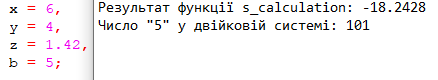 x = 6,
y = 4,
z = 1.42,
b = 5;
Результат функції s_calculation: -18.2428
Число "5" у двійковій системі: 101